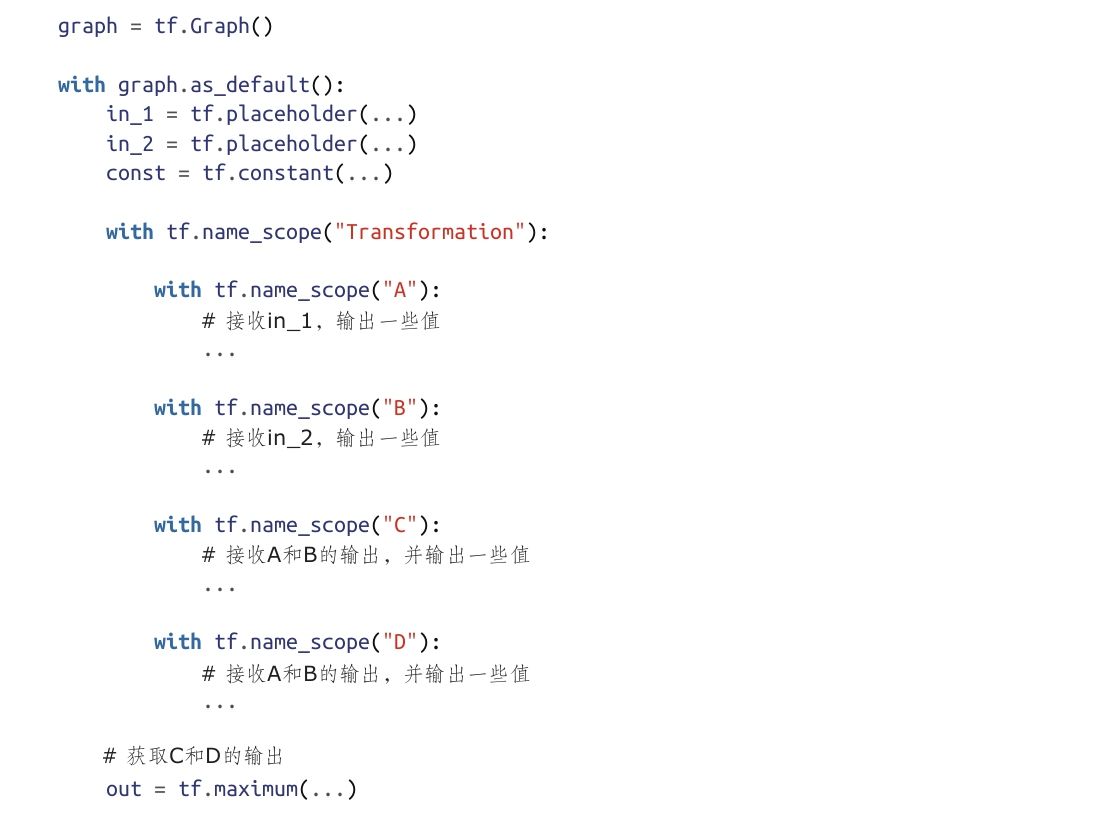 graph = tf.Graph()
with graph.as_default():
    in_1 = tf.placeholder(...)
    in_2 = tf.placeholder(...)
    const = tf.constant(...)
    with tf.name_scope("Transformation"):
        with tf.name_scope("A"):
            # 接收in_1，输出一些值
            ...
        with tf.name_scope("B"):
            # 接收in_2，输出一些值
            ...
        with tf.name_scope("C"):
            # 接收A和B的输出，并输出一些值
            ...
        with tf.name_scope("D"):
            # 接收A和B的输出，并输出一些值
            ...
    # 获取C和D的输出
    out = tf.maximum(...)